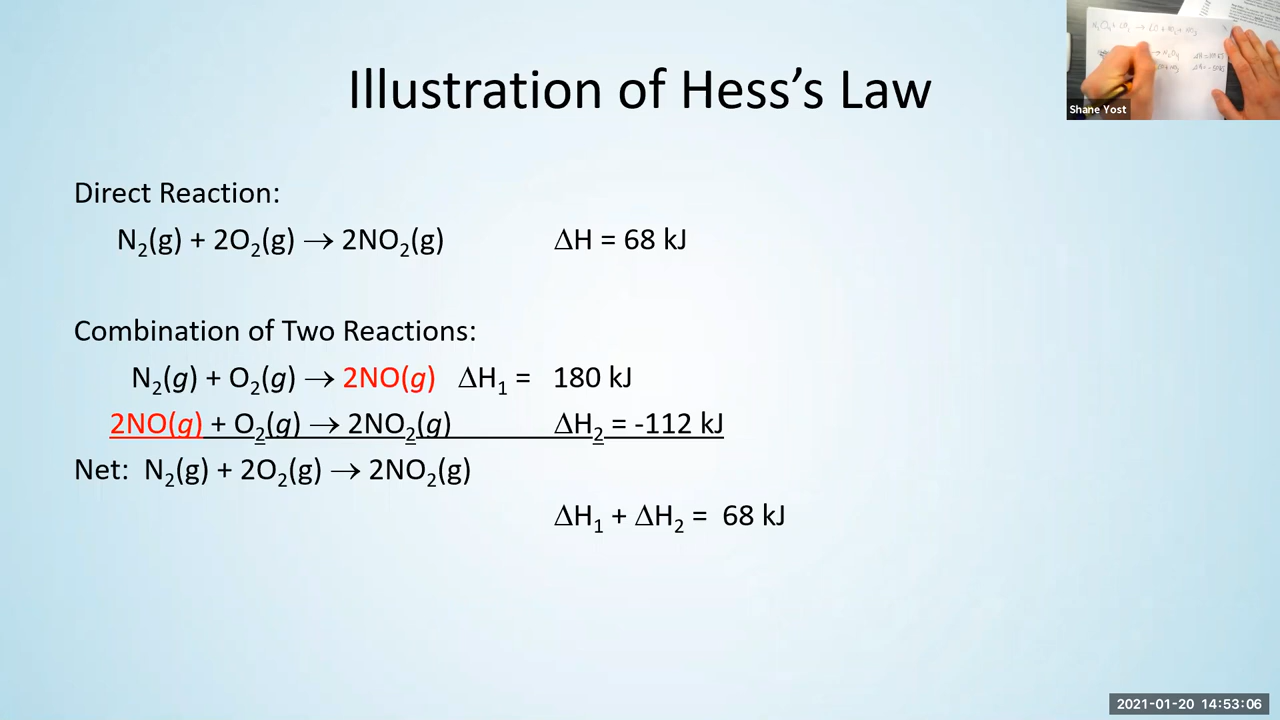 Illustration of Hess’s Law
Shane Yost
Direct Reaction:
N₂(g) + 2O₂(g) → 2NO₂(g) ΔH = 68 kJ
Combination of Two Reactions:
N₂(g) + O₂(g) → 2NO(g) ΔH₁ = 180 kJ
2NO(g) + O₂(g) → 2NO₂(g) ΔH₂ = -112 kJ
Net: N₂(g) + 2O₂(g) → 2NO₂(g)
ΔH₁ + ΔH₂ = 68 kJ
2021-01-20 14:53:06